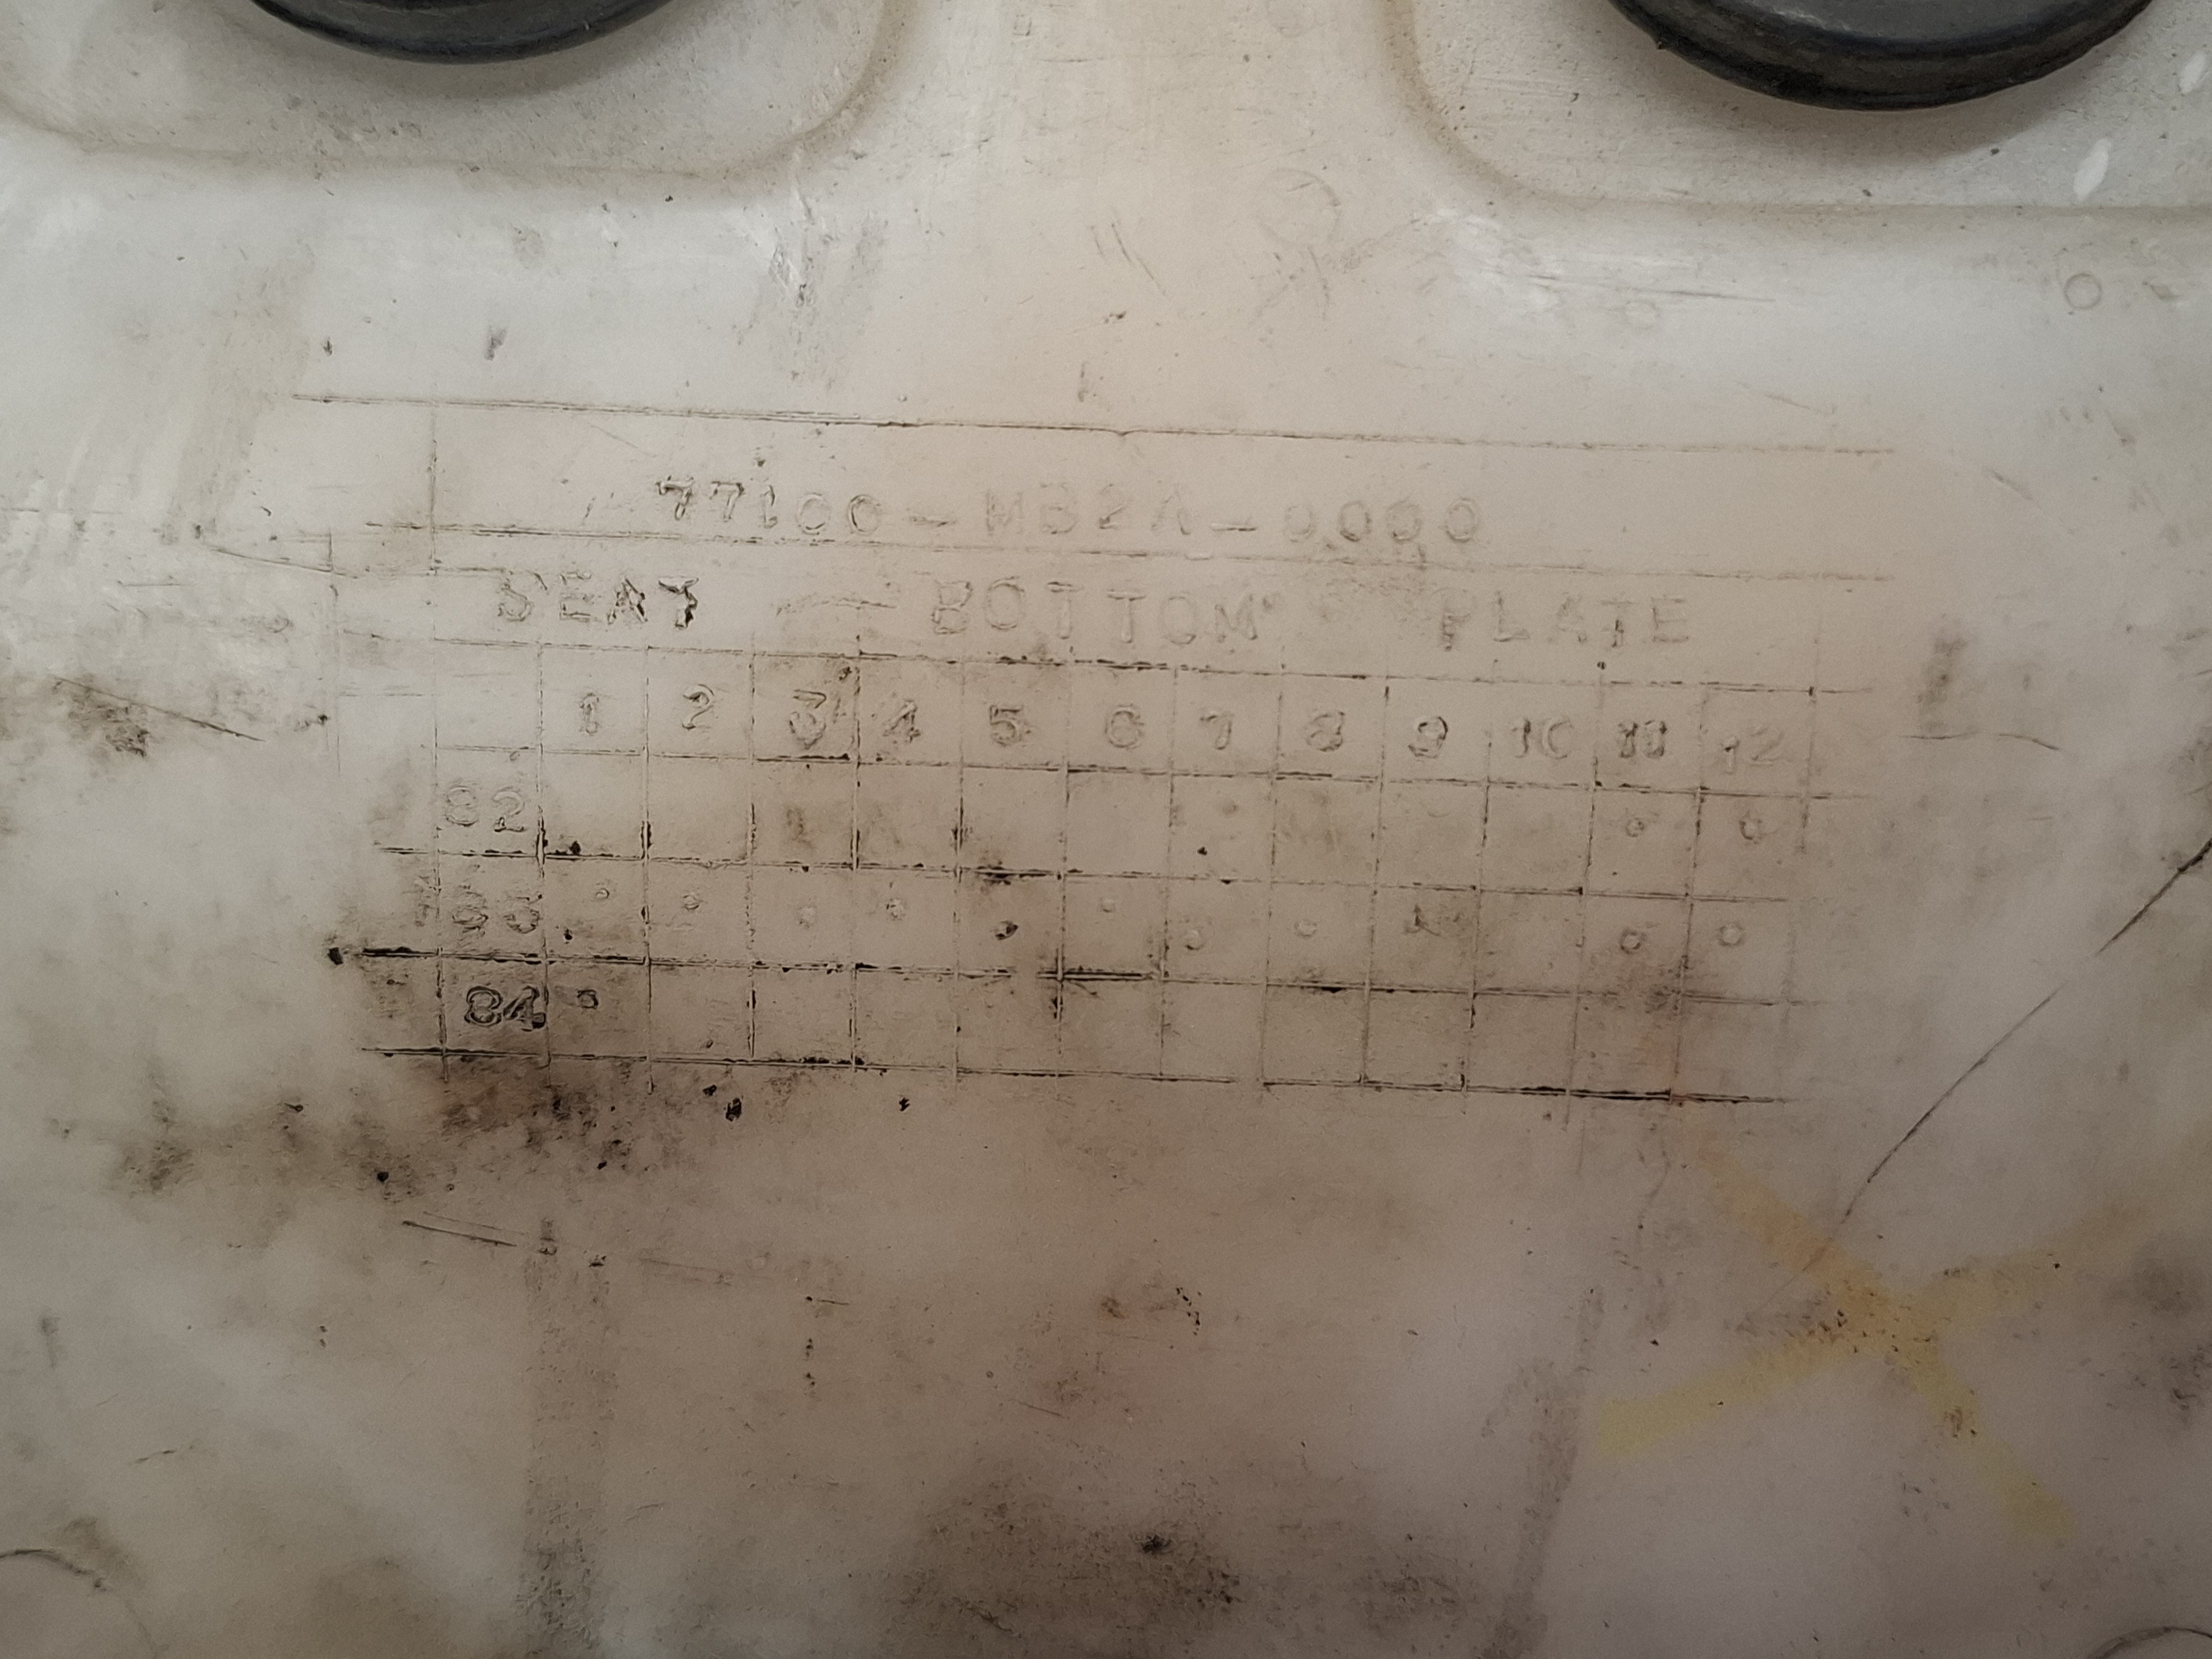 77100-MB2A-0000
SEAT - BOTTOM PLATE
1 2 3 4 5 6 7 8 9 10 11 12
82
83
84